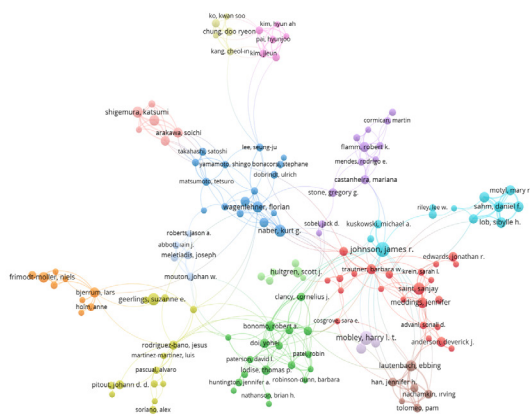 ko, kwan soo
chung, doo ryeon
kim, hyun ah
pai, hyunjoo
kang, cheol-in
kim, jieun
shigemura, katsumi
arakawa, soichi
cormican, martin
takahashi, satoshi
lee, seung-ju
flamm, robert k.
yamamoto, shingo
bonacorsi, stephane
mendes, rodrigo e.
matsumoto, tetsuro
dobrindt, ulrich
castanheira, mariana
stone, gregory g.
motyl, mary r.
wagenlehner, florian
riley, lee w.
sahm, daniel f.
naber, kurt g.
sobel, jack d.
kuskowski, michael a.
lob, sibylle h.
roberts, jason a.
abbott, iain j.
meletiadis, joseph
johnson, james r.
edwards, jonathan r.
mouton, johan w.
hultgren, scott j.
trautner, barbara w.
frimodt-moller, niels
saint, sanjay
bjerrum, lars
geerlings, suzanne e.
clancy, cornelius j.
meddings, jennifer
holm, anne
cosgrove, sara e.
bonomo, robert a.
mobley, harry l. t.
anderson, deverick j.
rodriguez-bano, jesus
doi, yohei
martinez-martinez, luis
paterson, david l.
patel, robin
pascual, alvaro
lodise, thomas p.
lautenbach, ebbing
pitout, johann d. d.
huntington, jennifer a.
robinson-dunn, barbara
han, jennifer h.
nathanson, brian h.
nachamkin, irving
soriano, alex
tolomeo, pam